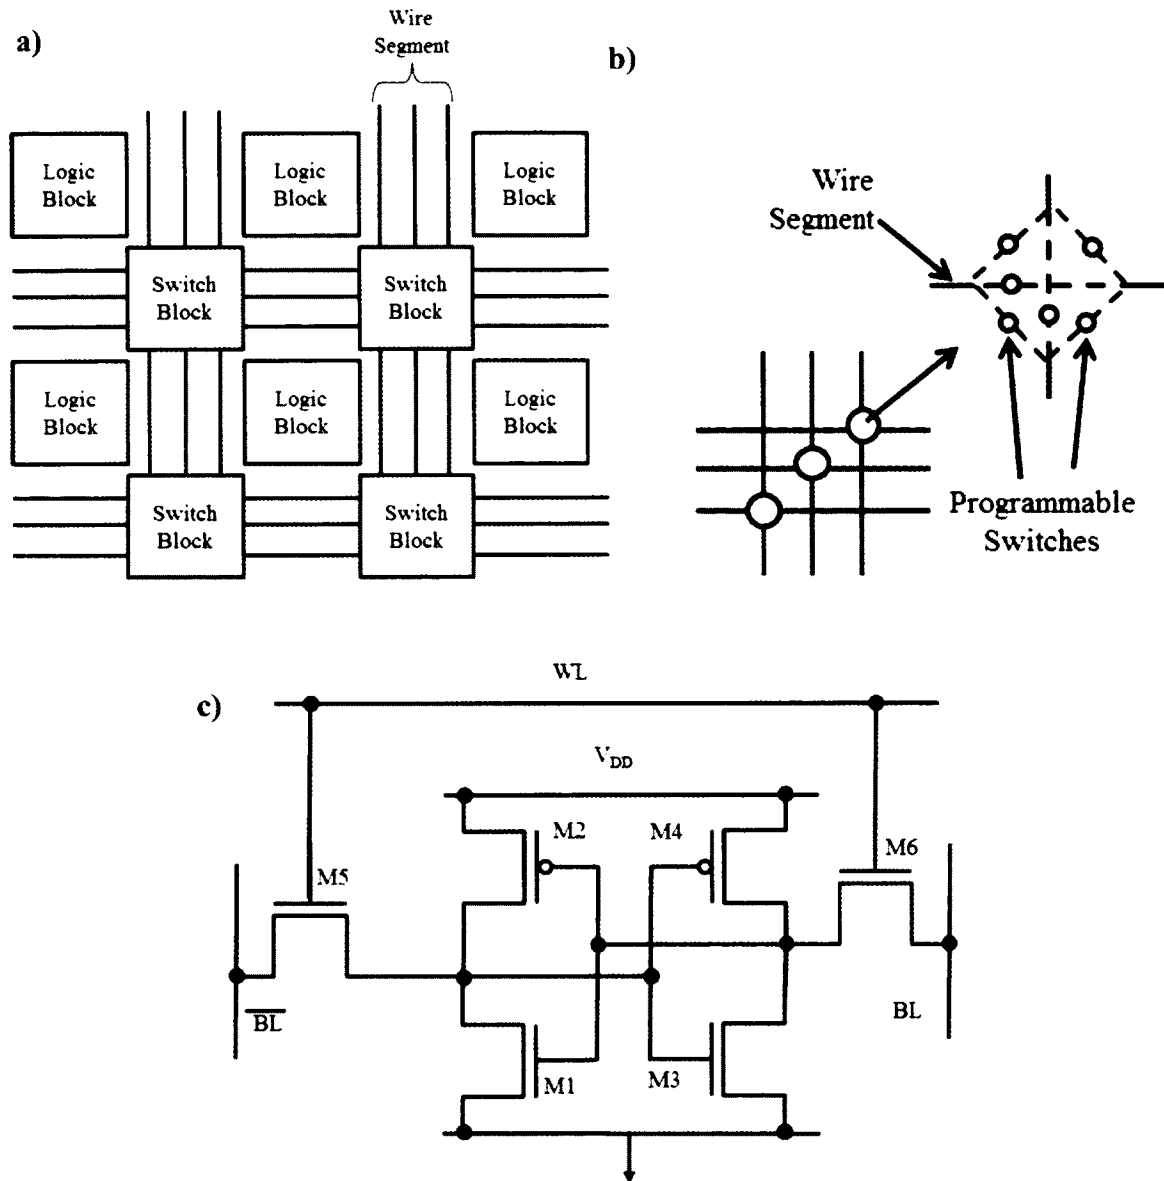 a)
Wire
Segment
b)
Logic
Block
Logic
Block
Logic
Block
Wire
Segment
Switch
Block
Switch
Block
Logic
Block
Logic
Block
Logic
Block
Switch
Block
Switch
Block
Programmable
Switches
c)
WL
V_DD
M2
M4
M6
M5
BL
BL
M1
M3